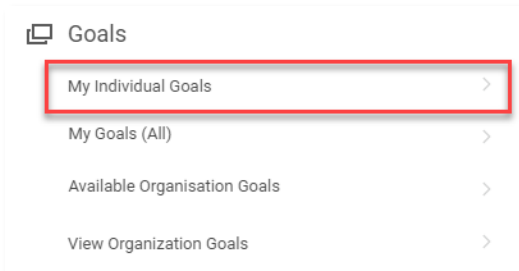 Goals
My Individual Goals
My Goals (All)
Available Organisation Goals
View Organization Goals